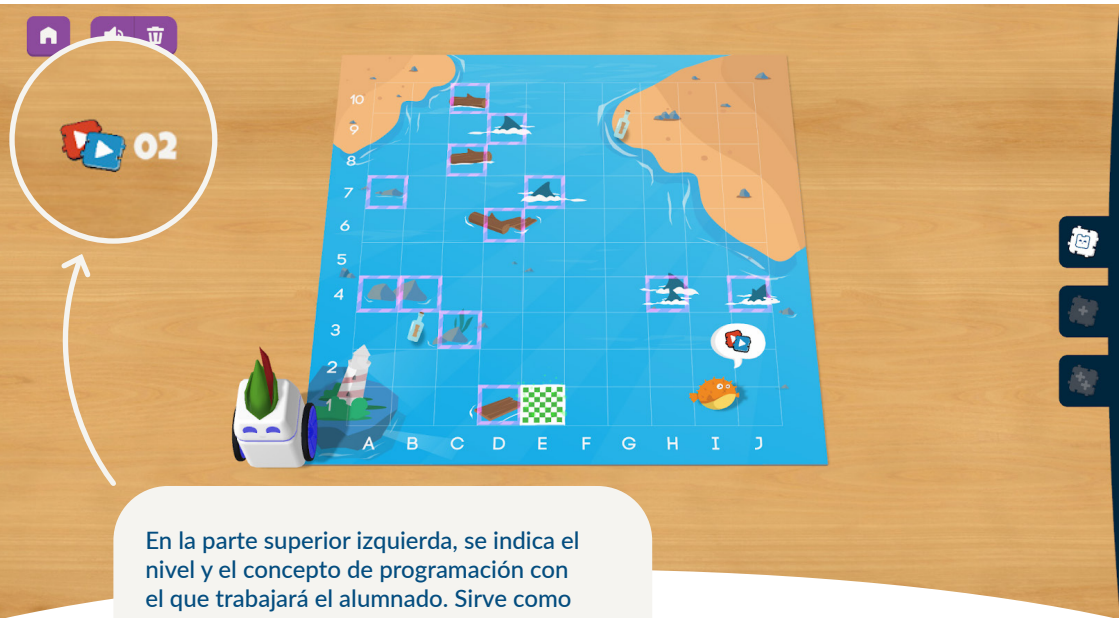 02
10
9
8
7
6
5
4
3
2
1
A B C D E F G H I J
En la parte superior izquierda, se indica el
nivel y el concepto de programación con
el que trabajará el alumnado. Sirve como